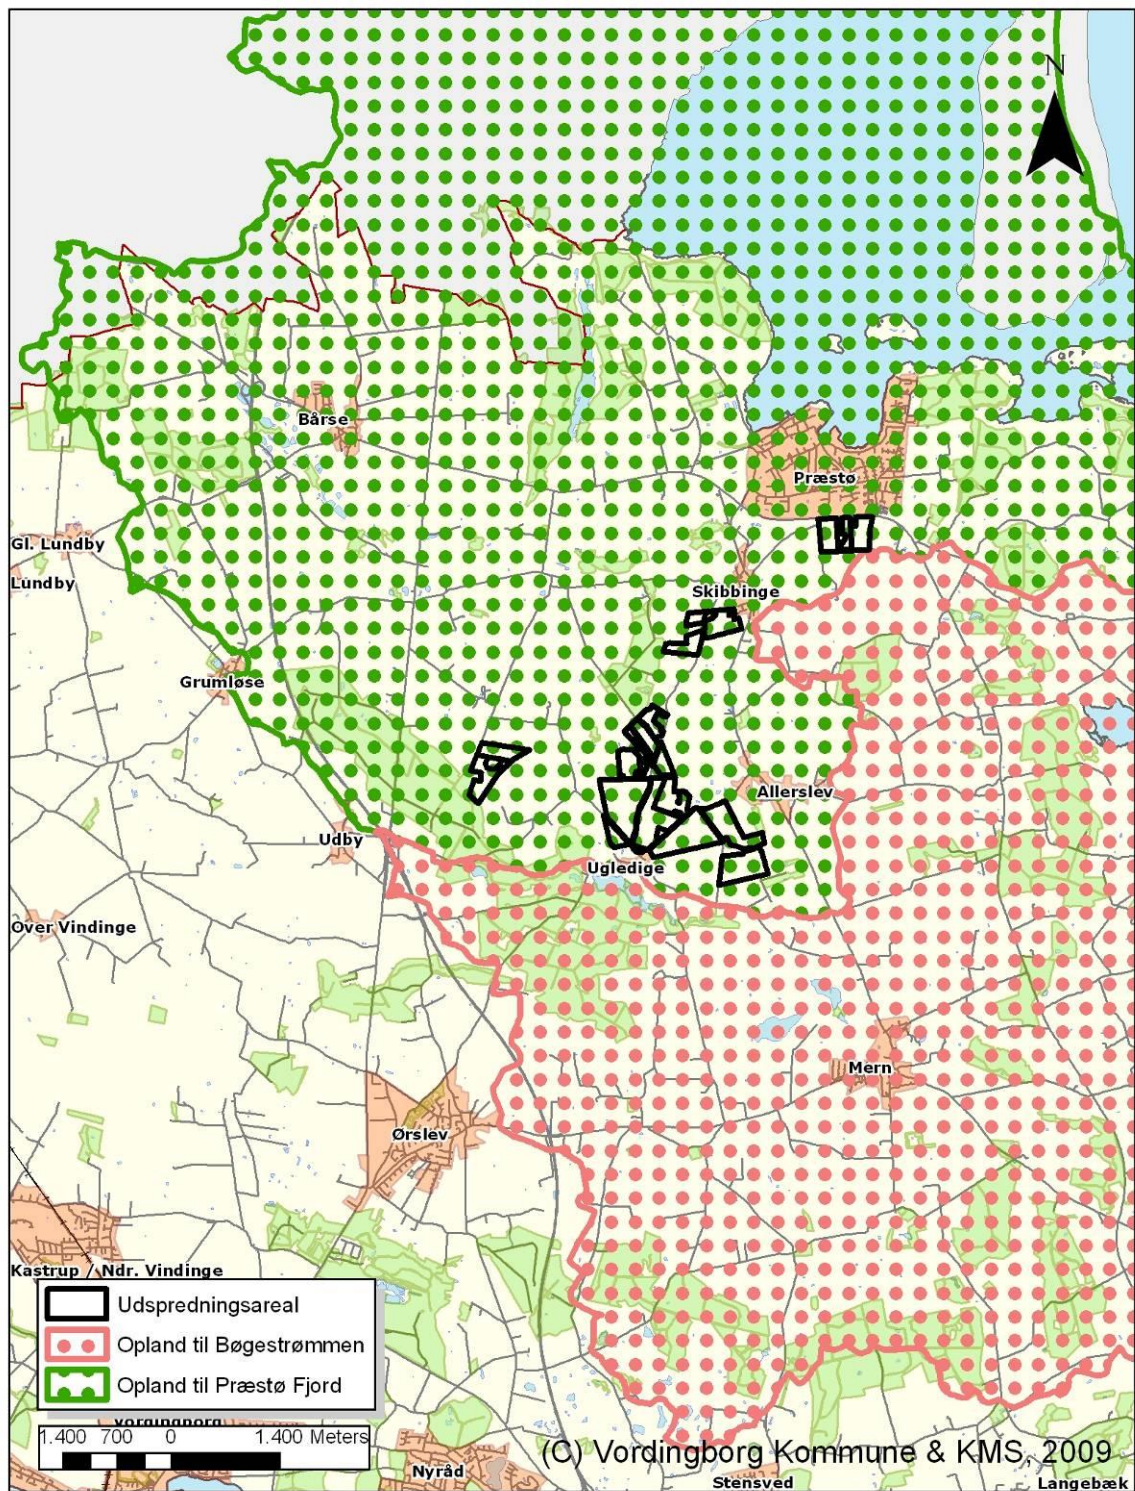 N
Bårse
Præstø
Gl. Lundby
Lundby
Skibbinge
Grumløse
Allerslev
Udby
Ugledige
Over Vindinge
Mern
Ørslev
Kastrup / Ndr. Vindinge
Udspredningsareal
Opland til Bøgestrømmen
Opland til Præstø Fjord
Vordingborg
1.400 700 0 1.400 Meters
(C) Vordingborg Kommune & KMS, 2009
Nyråd
Stensved
Langebæk